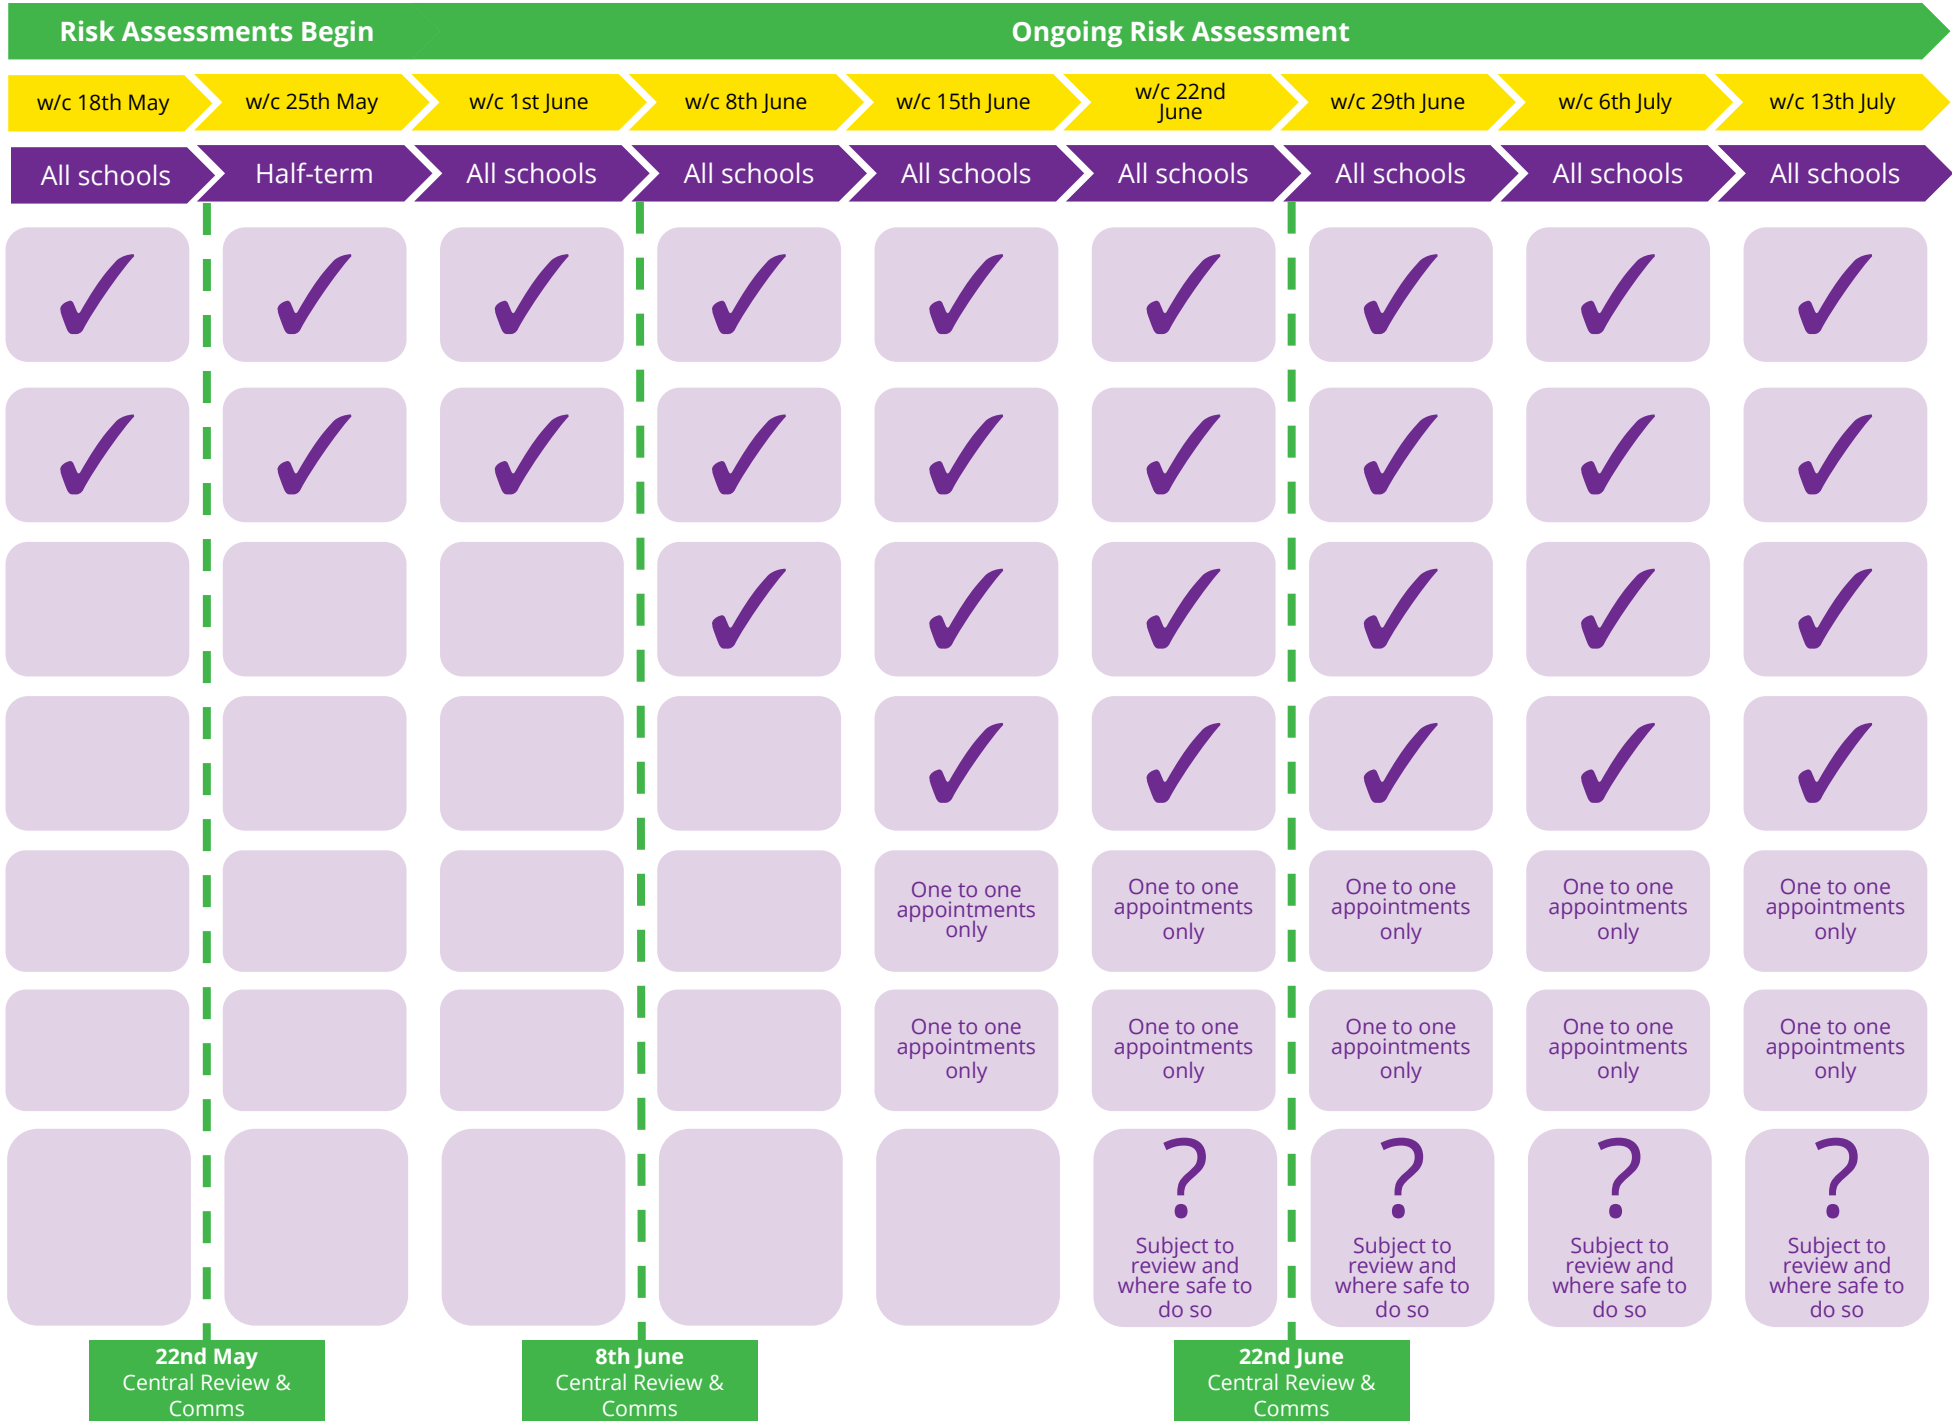 Risk Assessments Begin
Ongoing Risk Assessment
w/c 18th May
w/c 25th May
w/c 1st June
w/c 8th June
w/c 15th June
w/c 22nd
June
w/c 29th June
w/c 6th July
w/c 13th July
All schools
Half-term
All schools
All schools
All schools
All schools
All schools
All schools
All schools
One to one
appointments
only
One to one
appointments
only
One to one
appointments
only
One to one
appointments
only
One to one
appointments
only
One to one
appointments
only
One to one
appointments
only
One to one
appointments
only
One to one
appointments
only
One to one
appointments
only
?
Subject to
review and
where safe to
do so
?
Subject to
review and
where safe to
do so
?
Subject to
review and
where safe to
do so
?
Subject to
review and
where safe to
do so
22nd May
Central Review &
Comms
8th June
Central Review &
Comms
22nd June
Central Review &
Comms